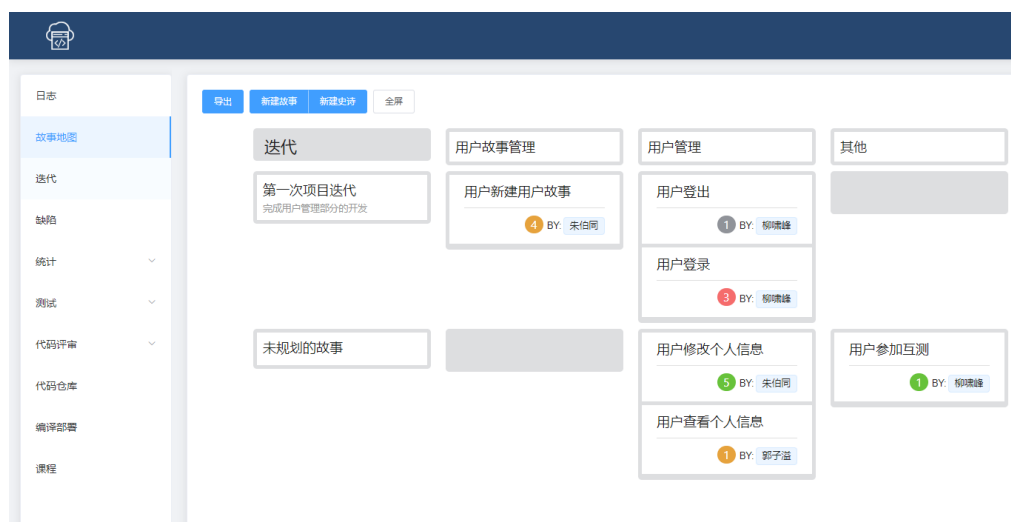 </>
日志
故事地图
迭代
缺陷
统计
测试
代码评审
代码仓库
编译部署
课程
导出 新建故事 新建史诗 全屏
迭代 用户故事管理 用户管理 其他
第一次项目迭代
完成用户管理部分的开发
用户新建用户故事
4 BY: 朱伯同
用户登出
1 BY: 柳啸峰
用户登录
3 BY: 柳啸峰
未规划的故事
用户修改个人信息
5 BY: 朱伯同
用户查看个人信息
1 BY: 郭子溢
用户参加互测
1 BY: 柳啸峰